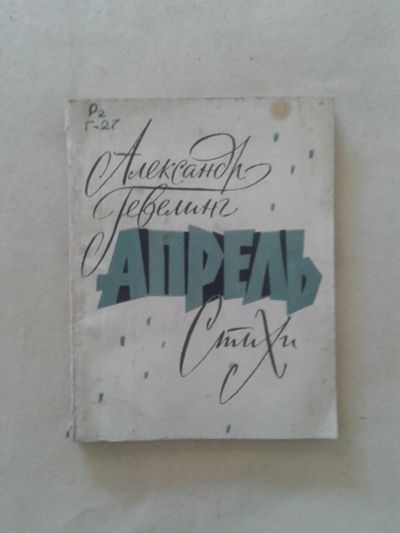 Р2
Г-27
Александр
Гевелинг
АПРЕЛЬ
Стихи